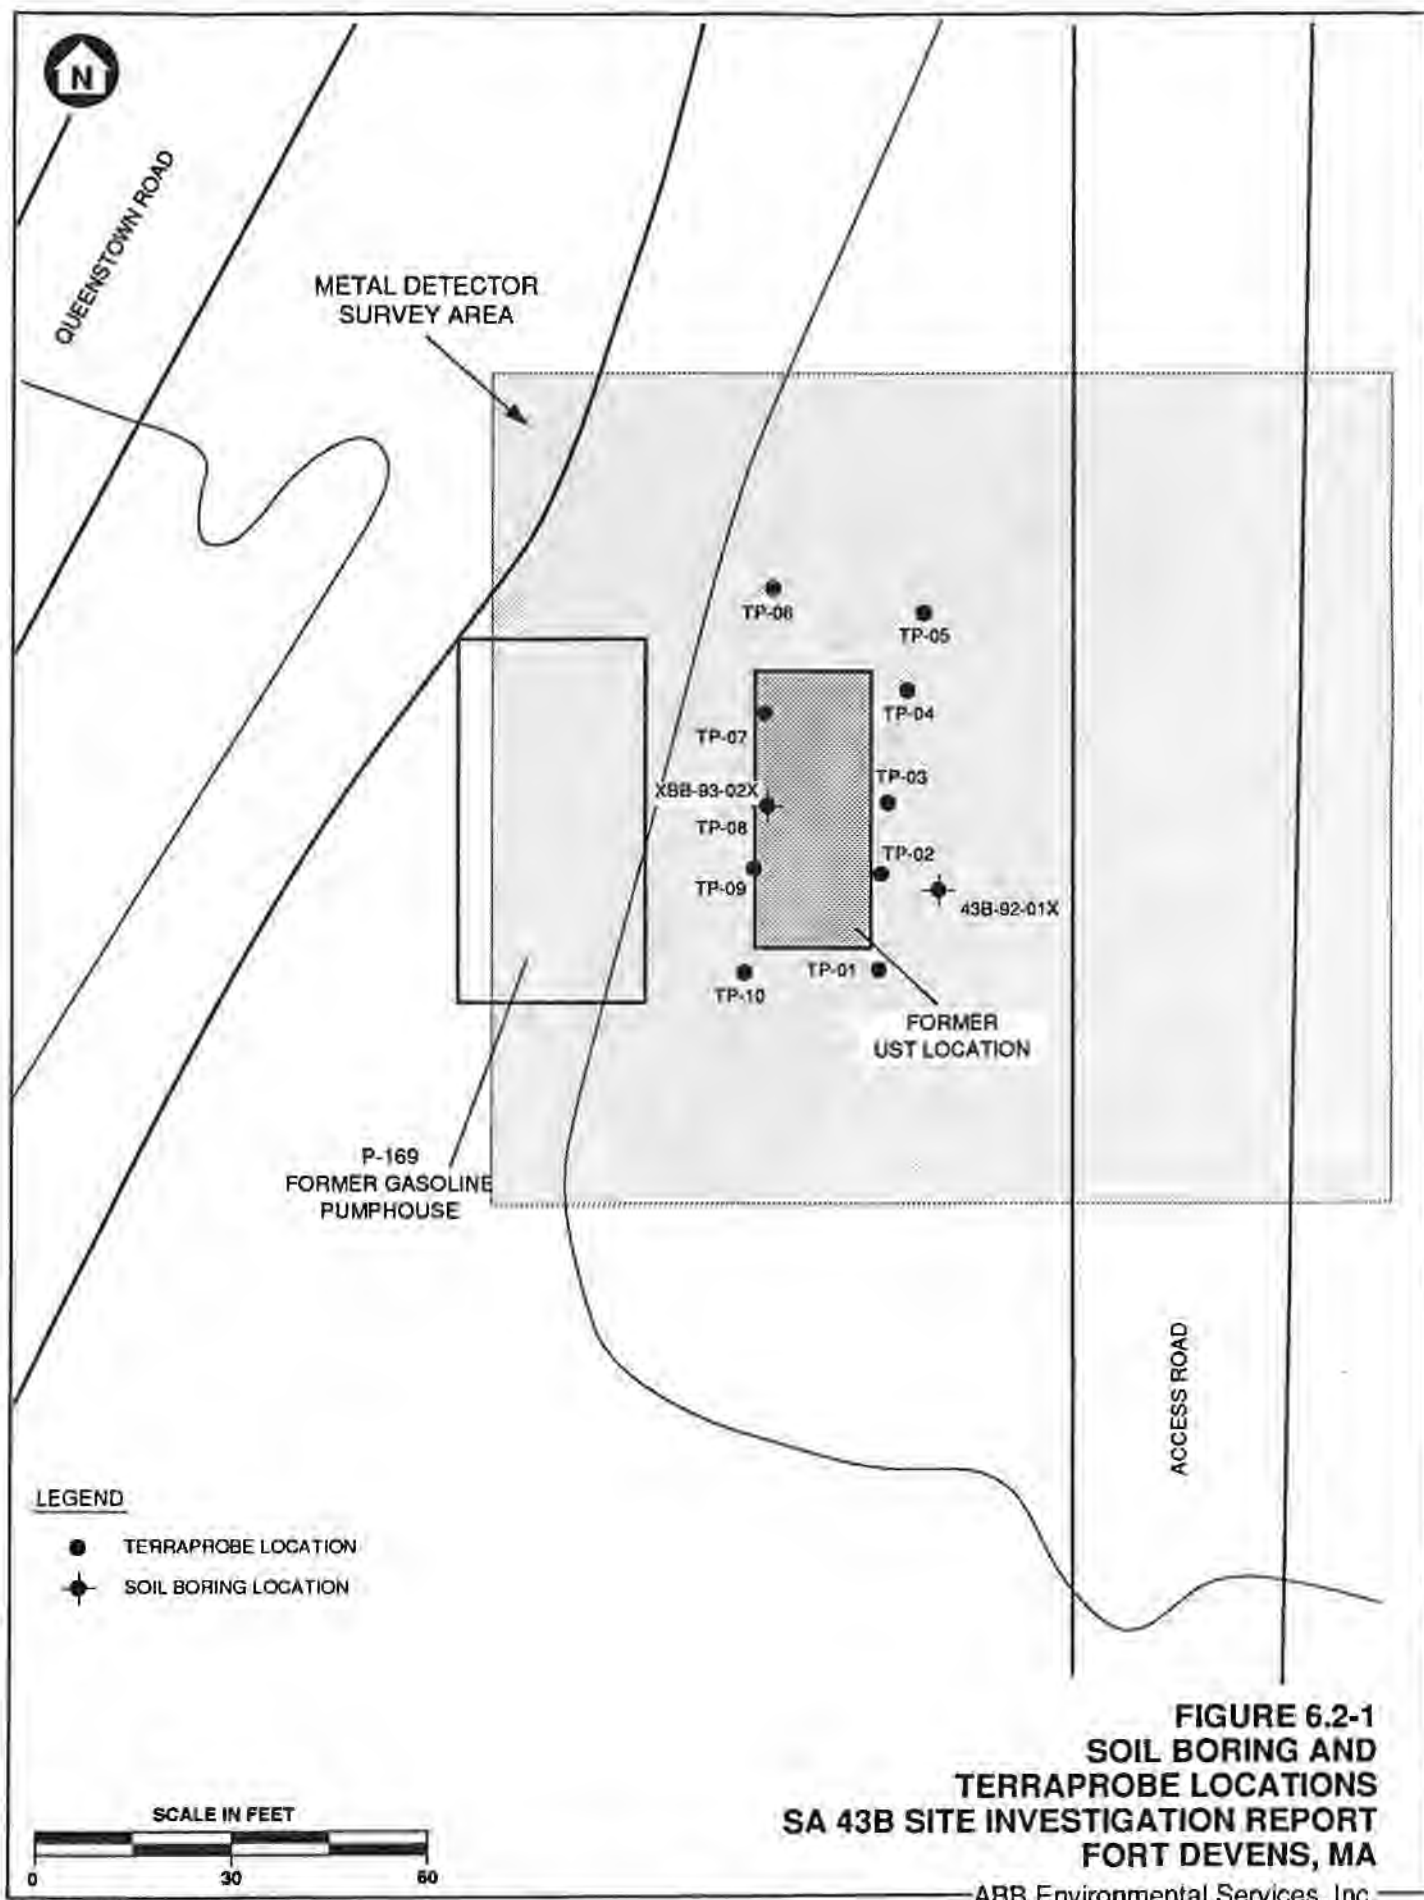 N
QUEENSTOWN ROAD
METAL DETECTOR
SURVEY AREA
TP-06
TP-05
TP-04
TP-07
TP-03
XBB-93-02X
TP-08
TP-02
TP-09
43B-92-01X
TP-01
TP-10
FORMER
UST LOCATION
P-169
FORMER GASOLINE
PUMPHOUSE
ACCESS ROAD
LEGEND
TERRAPROBE LOCATION
SOIL BORING LOCATION
FIGURE 6.2-1
SOIL BORING AND
TERRAPROBE LOCATIONS
SA 43B SITE INVESTIGATION REPORT
FORT DEVENS, MA
SCALE IN FEET
0 30 60
ABB Environmental Services, Inc.